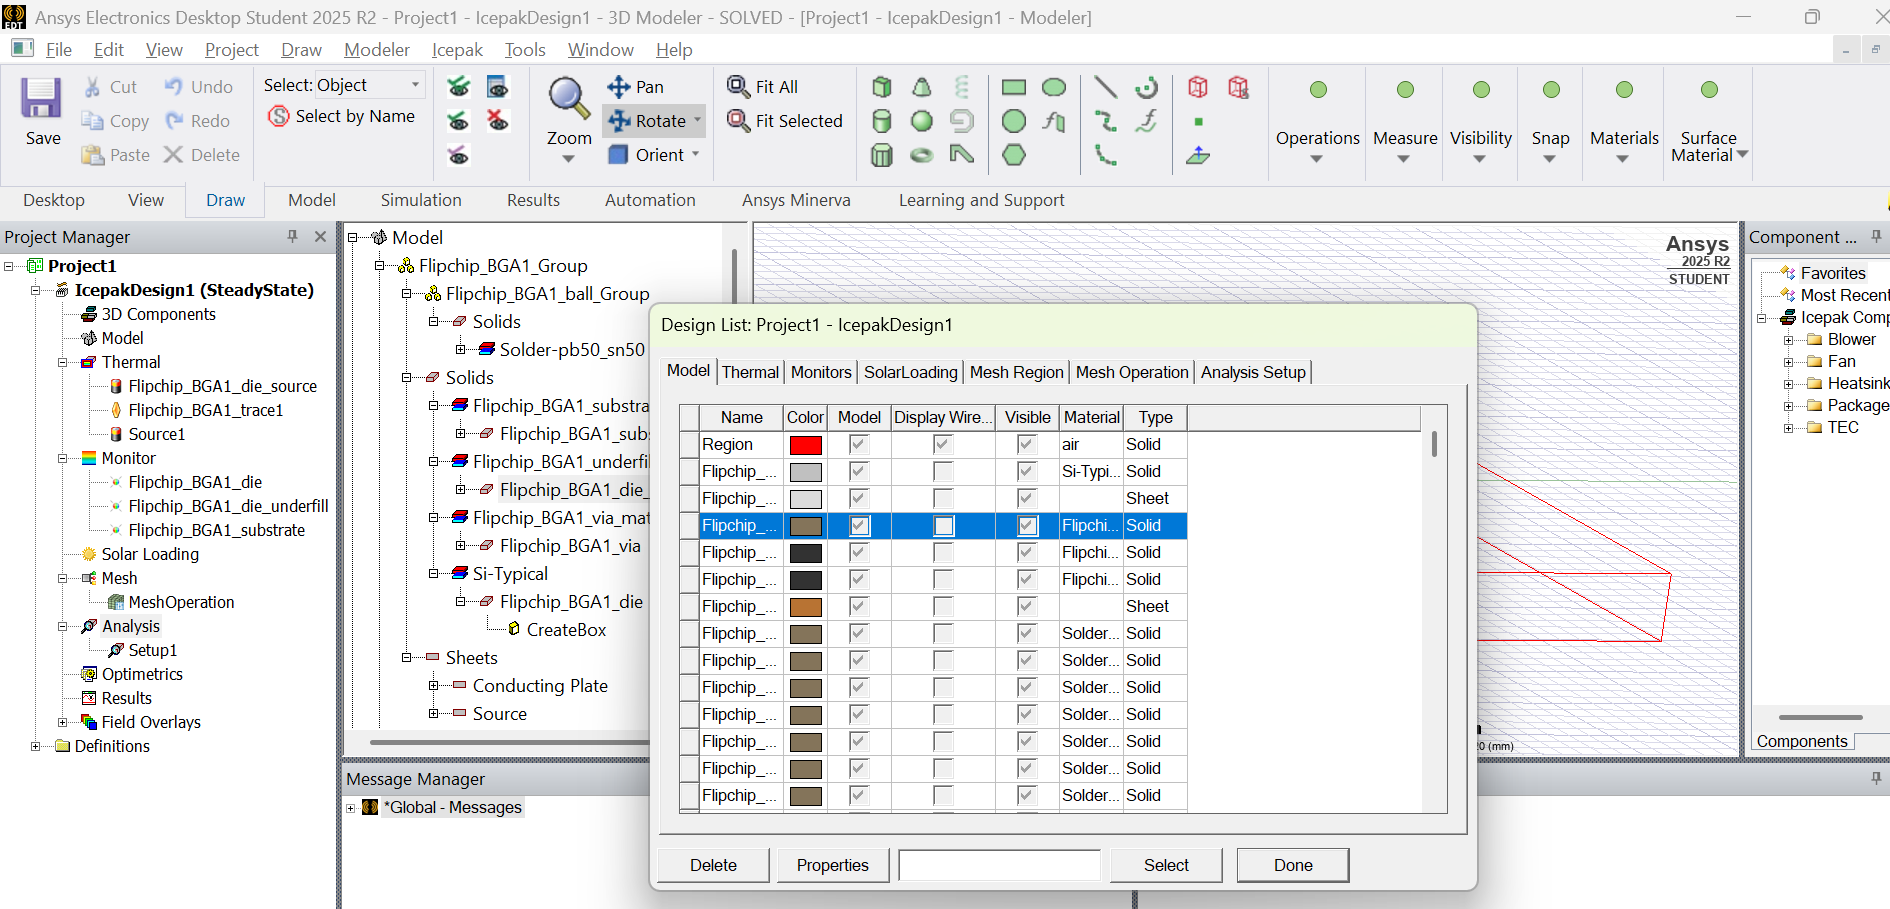 Ansys Electronics Desktop Student 2025 R2 - Project1 - IcepakDesign1 - 3D Modeler - SOLVED - [Project1 - IcepakDesign1 - Modeler]
File Edit View Project Draw Modeler Icepak Tools Window Help
Save
Cut
Copy
Paste
Undo
Redo
Delete
Select: Object
Select by Name
Zoom
Pan
Rotate
Orient
Fit All
Fit Selected
Operations
Measure
Visibility
Snap
Materials
Surface
Material
Desktop View Draw Model Simulation Results Automation Ansys Minerva Learning and Support
Project Manager
Project1
IcepakDesign1 (SteadyState)
3D Components
Model
Thermal
Flipchip_BGA1_die_source
Flipchip_BGA1_trace1
Source1
Monitor
Flipchip_BGA1_die
Flipchip_BGA1_die_underfill
Flipchip_BGA1_substrate
Solar Loading
Mesh
MeshOperation
Analysis
Setup1
Optimetrics
Results
Field Overlays
Definitions
Model
Flipchip_BGA1_Group
Flipchip_BGA1_ball_Group
Solids
Solder-pb50_sn50
Solids
Flipchip_BGA1_substra
Flipchip_BGA1_sub
Flipchip_BGA1_underfi
Flipchip_BGA1_die_
Flipchip_BGA1_via_mat
Flipchip_BGA1_via
Si-Typical
Flipchip_BGA1_die
CreateBox
Sheets
Conducting Plate
Source
Message Manager
*Global - Messages
Ansys
2025 R2
STUDENT
Design List: Project1 - IcepakDesign1
Model Thermal Monitors SolarLoading Mesh Region Mesh Operation Analysis Setup
Name Color Model Display Wire... Visible Material Type
Region air Solid
Flipchip_... Si-Typi... Solid
Flipchip_... Sheet
Flipchip_... Flipchi... Solid
Flipchip_... Flipchi... Solid
Flipchip_... Flipchi... Solid
Flipchip_... Sheet
Flipchip_... Solder... Solid
Flipchip_... Solder... Solid
Flipchip_... Solder... Solid
Flipchip_... Solder... Solid
Flipchip_... Solder... Solid
Flipchip_... Solder... Solid
Flipchip_... Solder... Solid
Delete Properties Select Done
(mm)
Component ...
Favorites
Most Recent
Icepak Comp
Blower
Fan
Heatsink
Package
TEC
Components